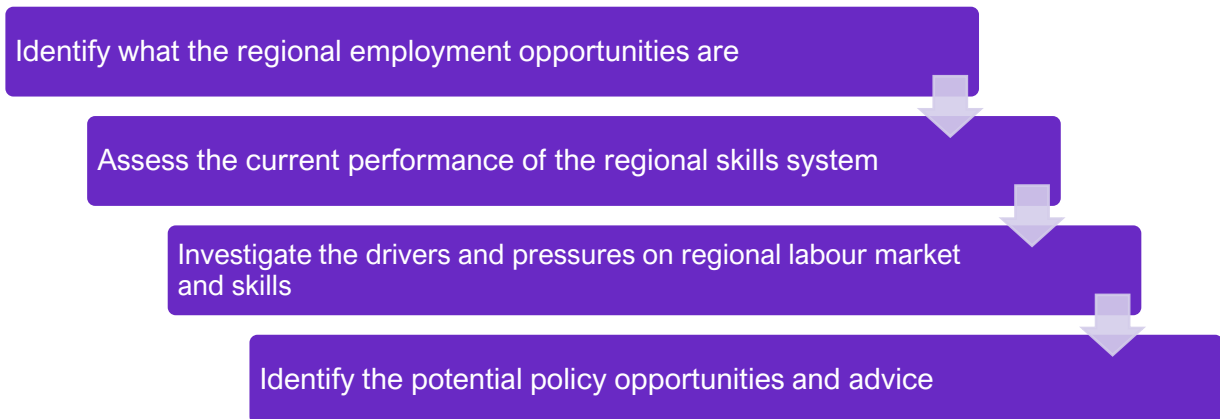 Identify what the regional employment opportunities are
Assess the current performance of the regional skills system
Investigate the drivers and pressures on regional labour market
and skills
Identify the potential policy opportunities and advice